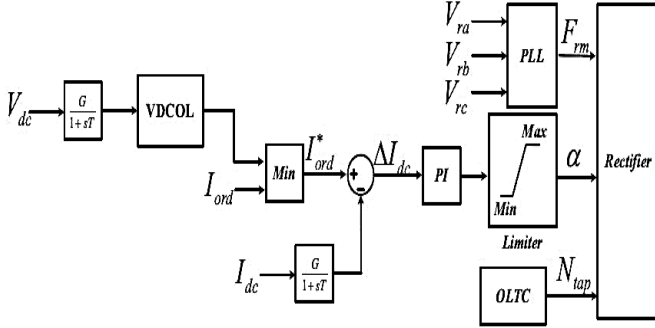 V_ra
V_rb
V_rc
PLL
F_rm
V_dc
G
1+sT
VDCOL
I_ord
Min
I*_ord
+
-
ΔI_dc
PI
Max
Min
Limiter
α
Rectifier
I_dc
G
1+sT
OLTC
N_tap